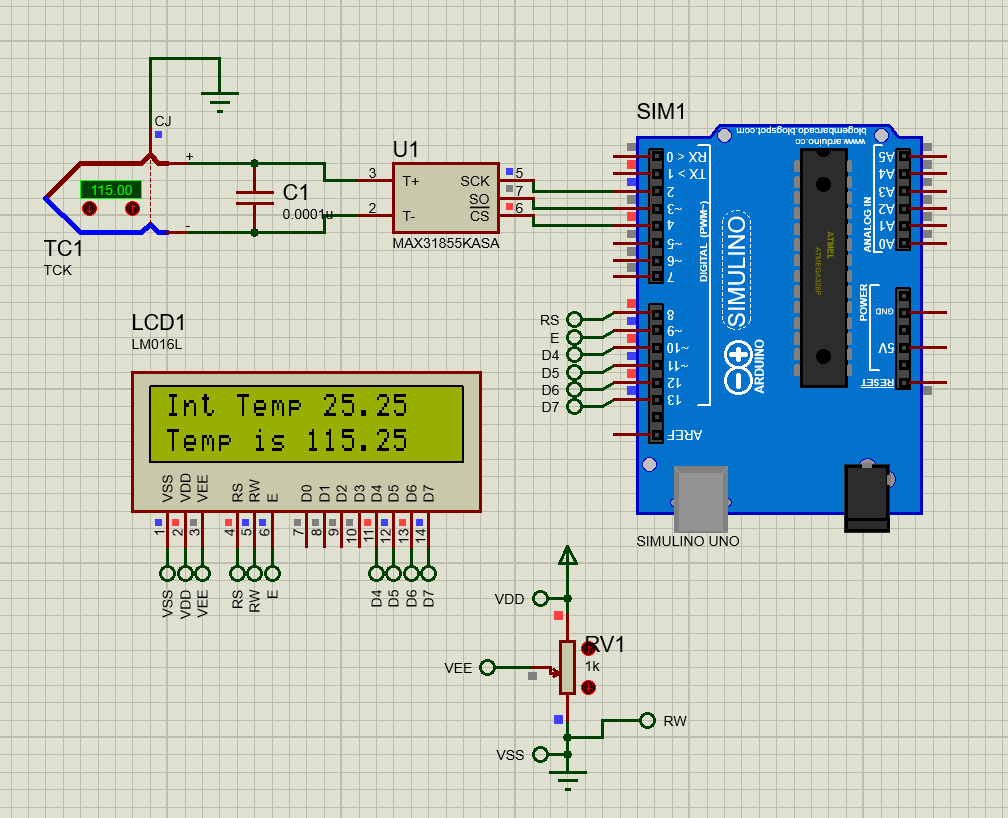 CJ
+
115.00
-
TC1
TCK
C1
0.0001u
U1
3
T+
2
T-
SCK
5
SO
7
CS
6
MAX31855KASA
SIM1
blogembarcado.blogspot.com
www.arduino.cc
RX < 0
TX > 1
2
~3
4
~5
~6
7
DIGITAL (PWM~)
SIMULINO
ARDUINO
ATMEL
ATMEGA328P
ANALOG IN
A5
A4
A3
A2
A1
A0
POWER
GND
5V
RESET
8
~9
~10
~11
12
13
AREF
SIMULINO UNO
RS
E
D4
D5
D6
D7
LCD1
LM016L
Int Temp 25.25
Temp is 115.25
VSS VDD VEE RS RW E D0 D1 D2 D3 D4 D5 D6 D7
1 2 3 4 5 6 7 8 9 10 11 12 13 14
VSS VDD VEE RS RW E D4 D5 D6 D7
VDD
RV1
1k
VEE
RW
VSS